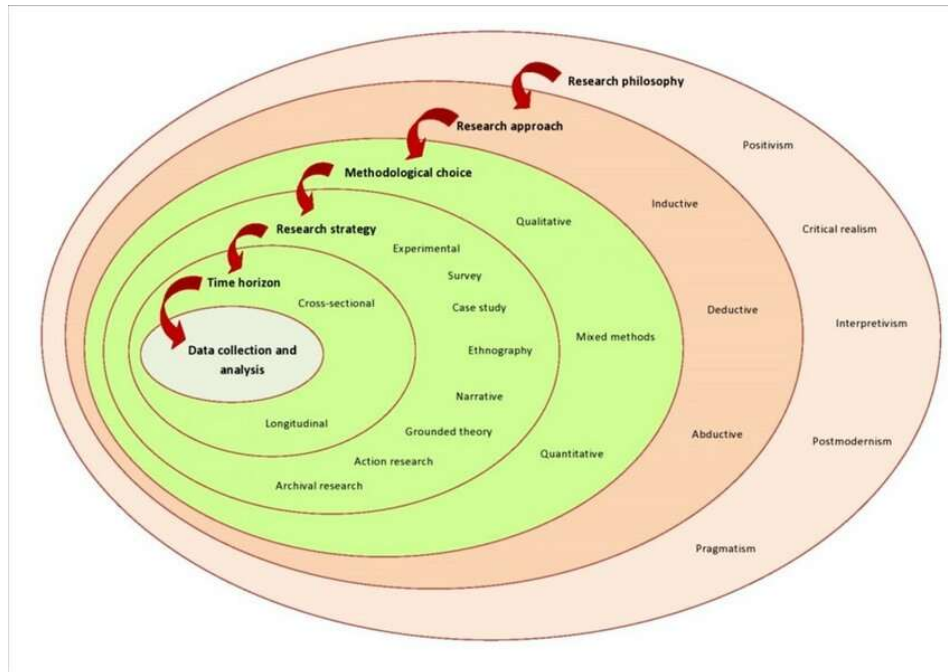 Research philosophy
Research approach
Positivism
Methodological choice
Inductive
Qualitative
Research strategy
Critical realism
Experimental
Survey
Time horizon
Cross-sectional
Case study
Deductive
Interpretivism
Mixed methods
Data collection and
analysis
Ethnography
Narrative
Longitudinal
Grounded theory
Abductive
Postmodernism
Quantitative
Action research
Archival research
Pragmatism